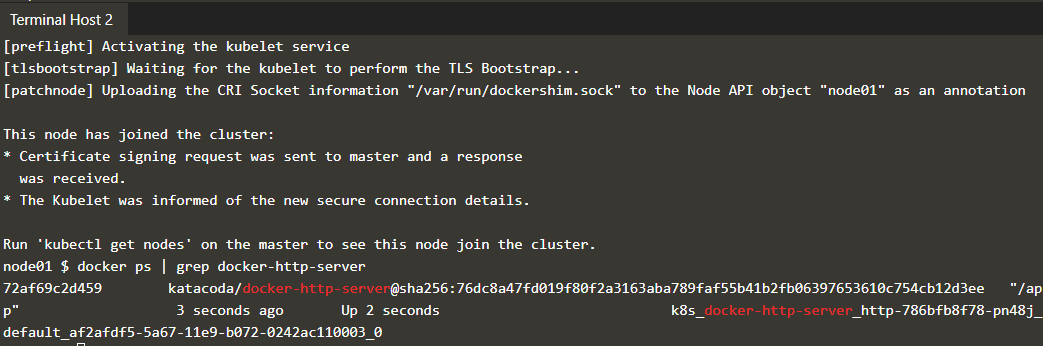 Terminal Host 2
[preflight] Activating the kubelet service
[tlsbootstrap] Waiting for the kubelet to perform the TLS Bootstrap...
[patchnode] Uploading the CRI Socket information "/var/run/dockershim.sock" to the Node API object "node01" as an annotation
This node has joined the cluster:
* Certificate signing request was sent to master and a response
was received.
* The Kubelet was informed of the new secure connection details.
Run 'kubectl get nodes' on the master to see this node join the cluster.
node01 $ docker ps | grep docker-http-server
72af69c2d459 katacoda/docker-http-server@sha256:76dc8a47fd019f80f2a3163aba789faf55b41b2fb06397653610c754cb12d3ee "/ap
p" 3 seconds ago Up 2 seconds k8s_docker-http-server_http-786bfb8f78-pn48j_
default_af2afdf5-5a67-11e9-b072-0242ac110003_0